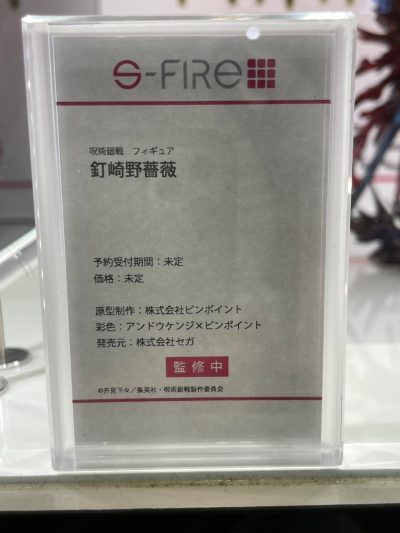 S-FIRe
呪術廻戦 フィギュア
釘崎野薔薇
予約受付期間：未定
価格：未定
原型制作：株式会社ピンポイント
彩色：アンドウケンジ×ピンポイント
発売元：株式会社セガ
監修中
©芥見下々／集英社・呪術廻戦製作委員会